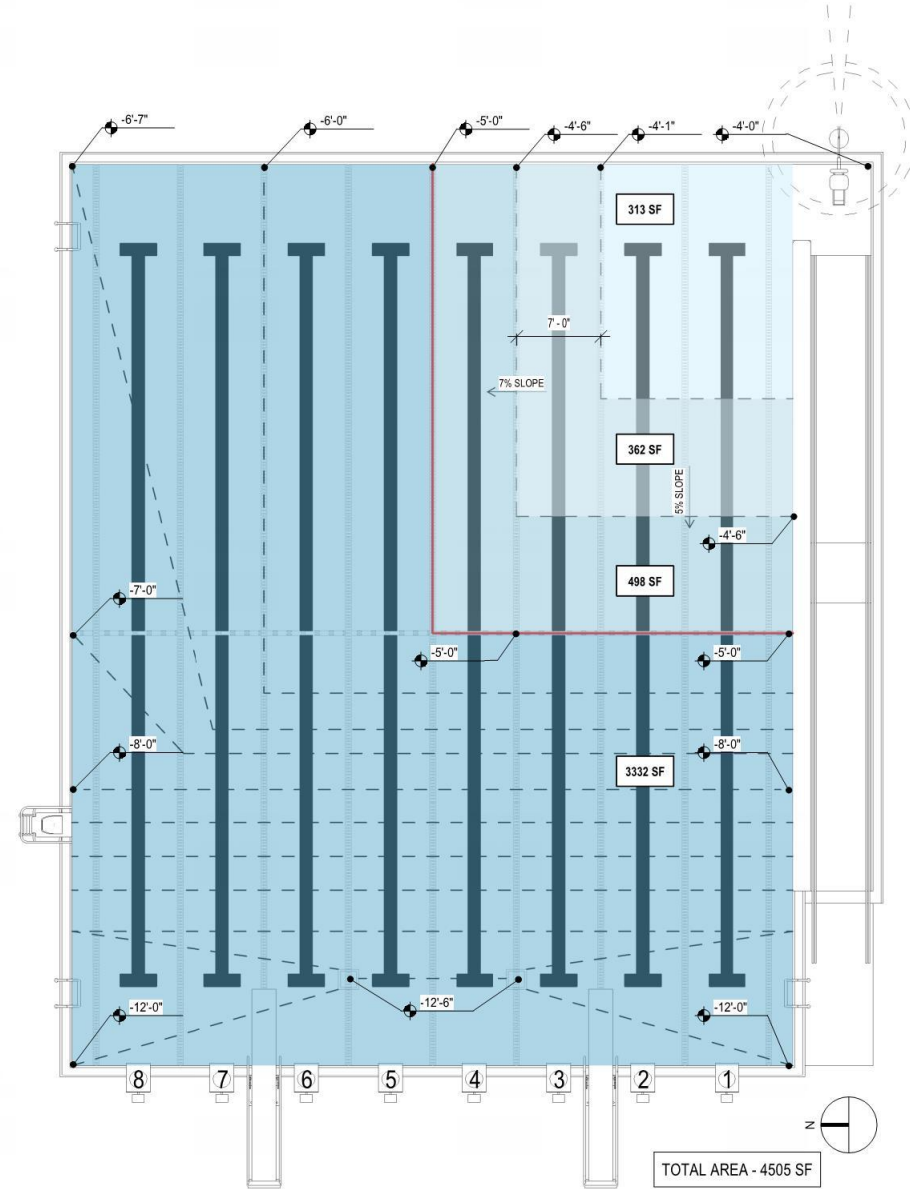 -6'-7"
-6'-0"
-5'-0"
-4'-6"
-4'-1"
-4'-0"
313 SF
7' - 0"
7% SLOPE
362 SF
5% SLOPE
-4'-6"
498 SF
-7'-0"
-5'-0"
-5'-0"
-8'-0"
-8'-0"
3332 SF
-12'-6"
-12'-0"
-12'-0"
8 7 6 5 4 3 2 1
N
TOTAL AREA - 4505 SF